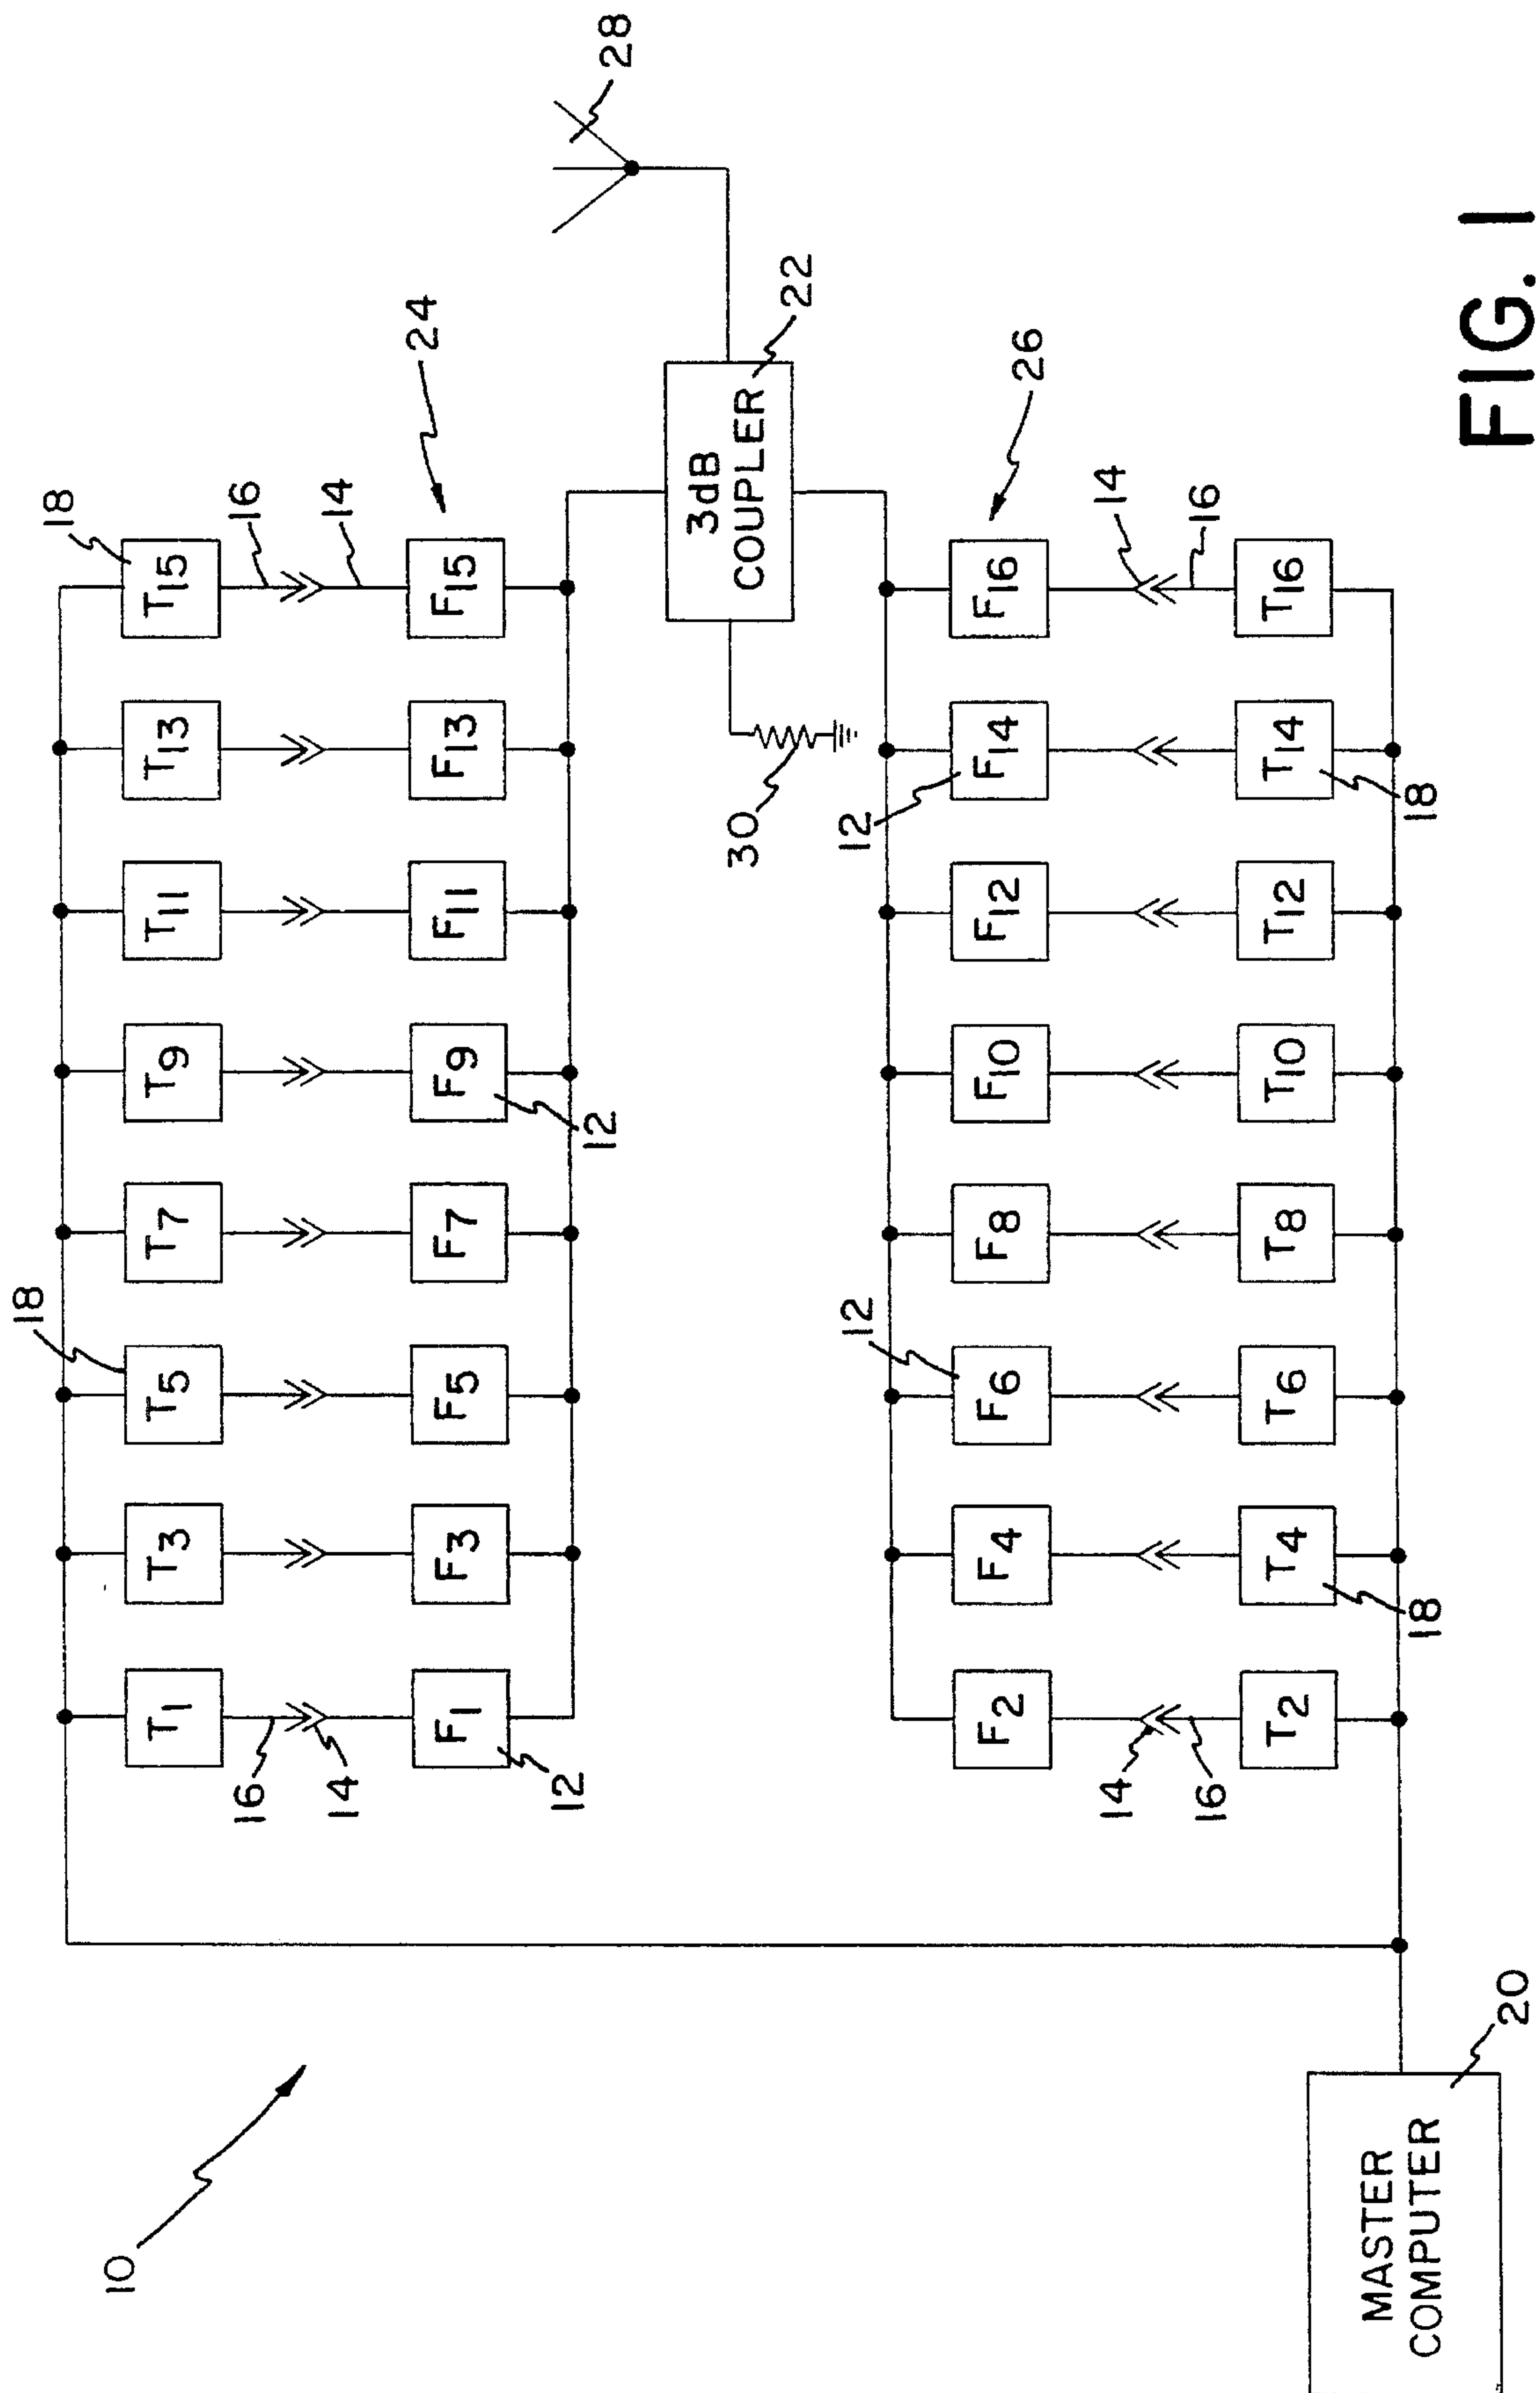 18
16
14
24
T15
T13
T11
T9
T7
T5
T3
T1
18
F15
F13
F11
F9
F7
F5
F3
F1
16
14
12
12
28
3dB
COUPLER
22
30
26
12
12
F16
F14
F12
F10
F8
F6
F4
F2
14
16
14
16
T16
T14
T12
T10
T8
T6
T4
T2
18
18
10
MASTER
COMPUTER
20
FIG. 1